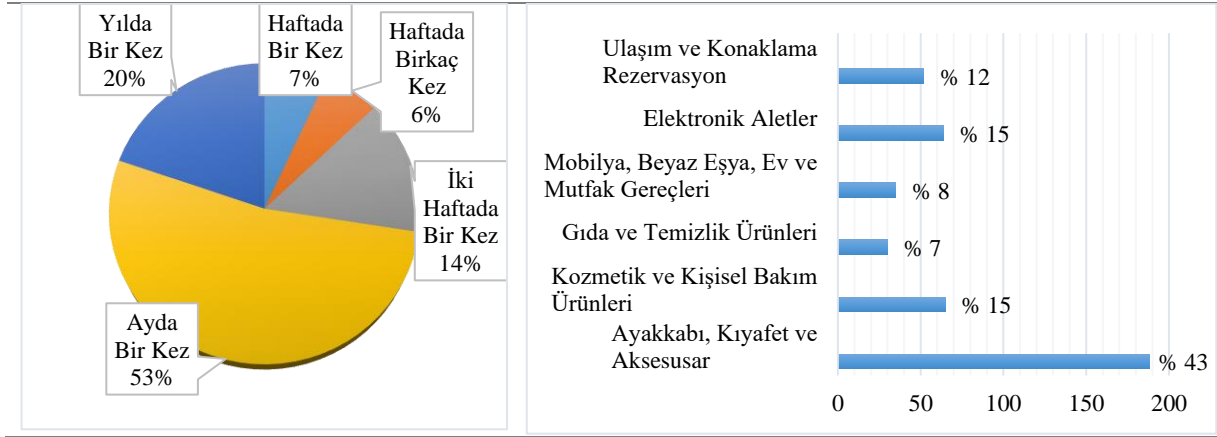 Yılda
Bir Kez
20%
Haftada
Bir Kez
7%
Haftada
Birkaç
Kez
6%
İki
Haftada
Bir Kez
14%
Ayda
Bir Kez
53%
Ulaşım ve Konaklama
Rezervasyon
% 12
Elektronik Aletler
% 15
Mobilya, Beyaz Eşya, Ev ve
Mutfak Gereçleri
% 8
Gıda ve Temizlik Ürünleri
% 7
Kozmetik ve Kişisel Bakım
Ürünleri
% 15
Ayakkabı, Kıyafet ve
Aksesusar
% 43
0 50 100 150 200